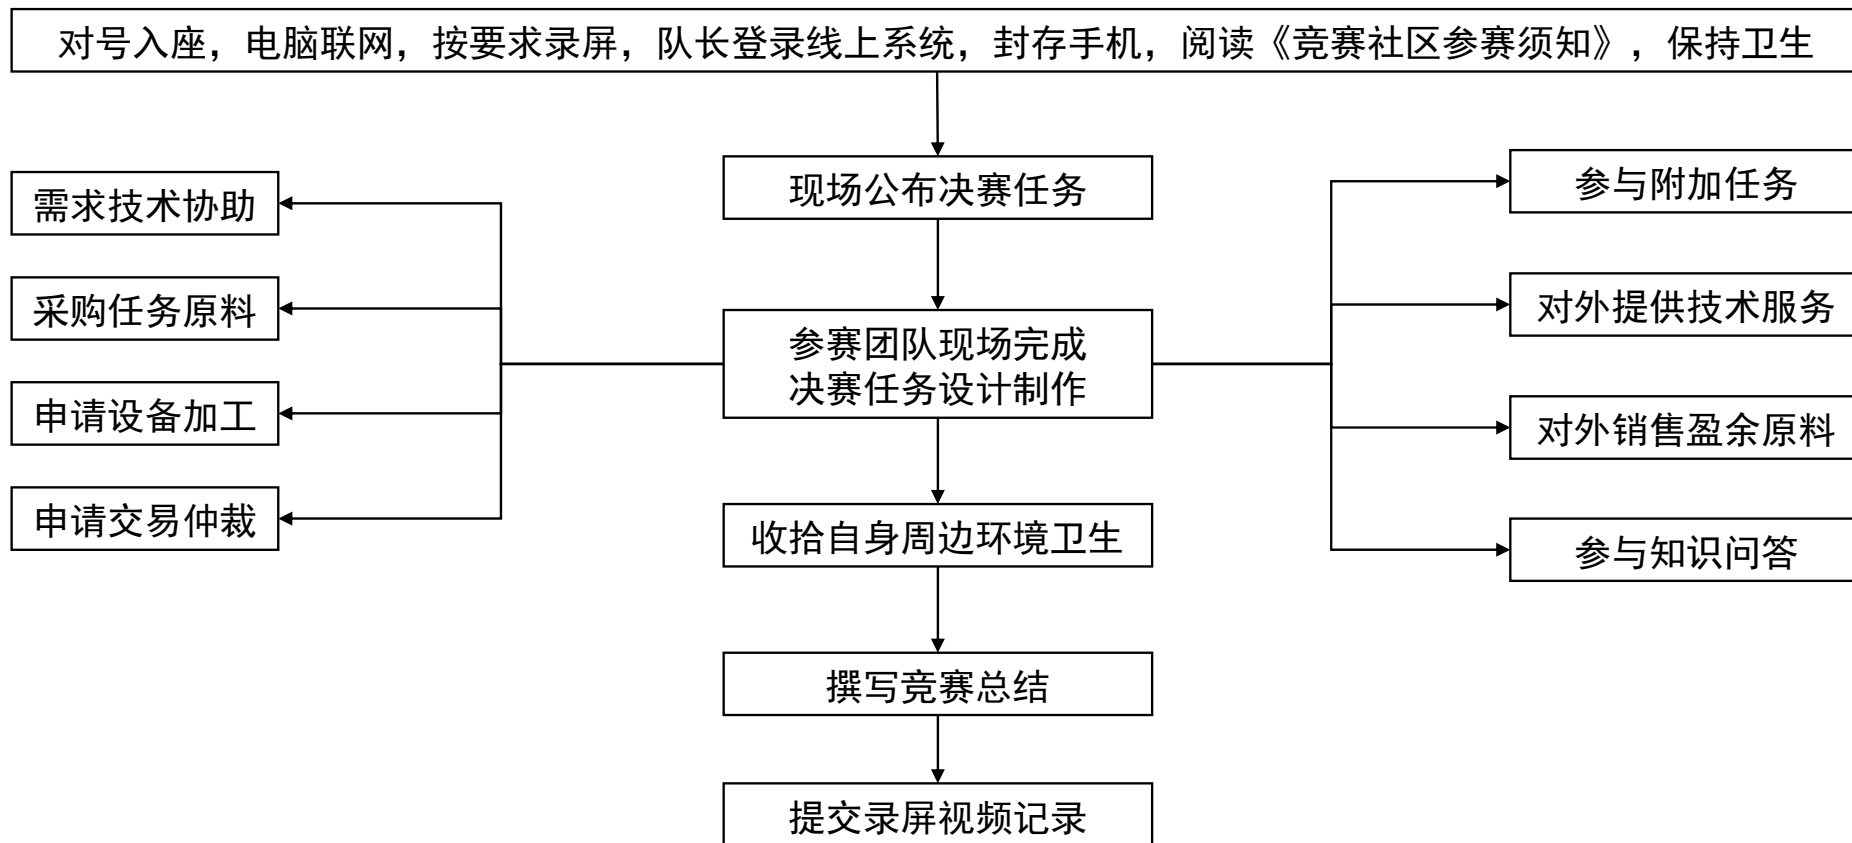 对号入座，电脑联网，按要求录屏，队长登录线上系统，封存手机，阅读《竞赛社区参赛须知》，保持卫生
现场公布决赛任务
需求技术协助
采购任务原料
申请设备加工
申请交易仲裁
参赛团队现场完成
决赛任务设计制作
参与附加任务
对外提供技术服务
对外销售盈余原料
参与知识问答
收拾自身周边环境卫生
撰写竞赛总结
提交录屏视频记录